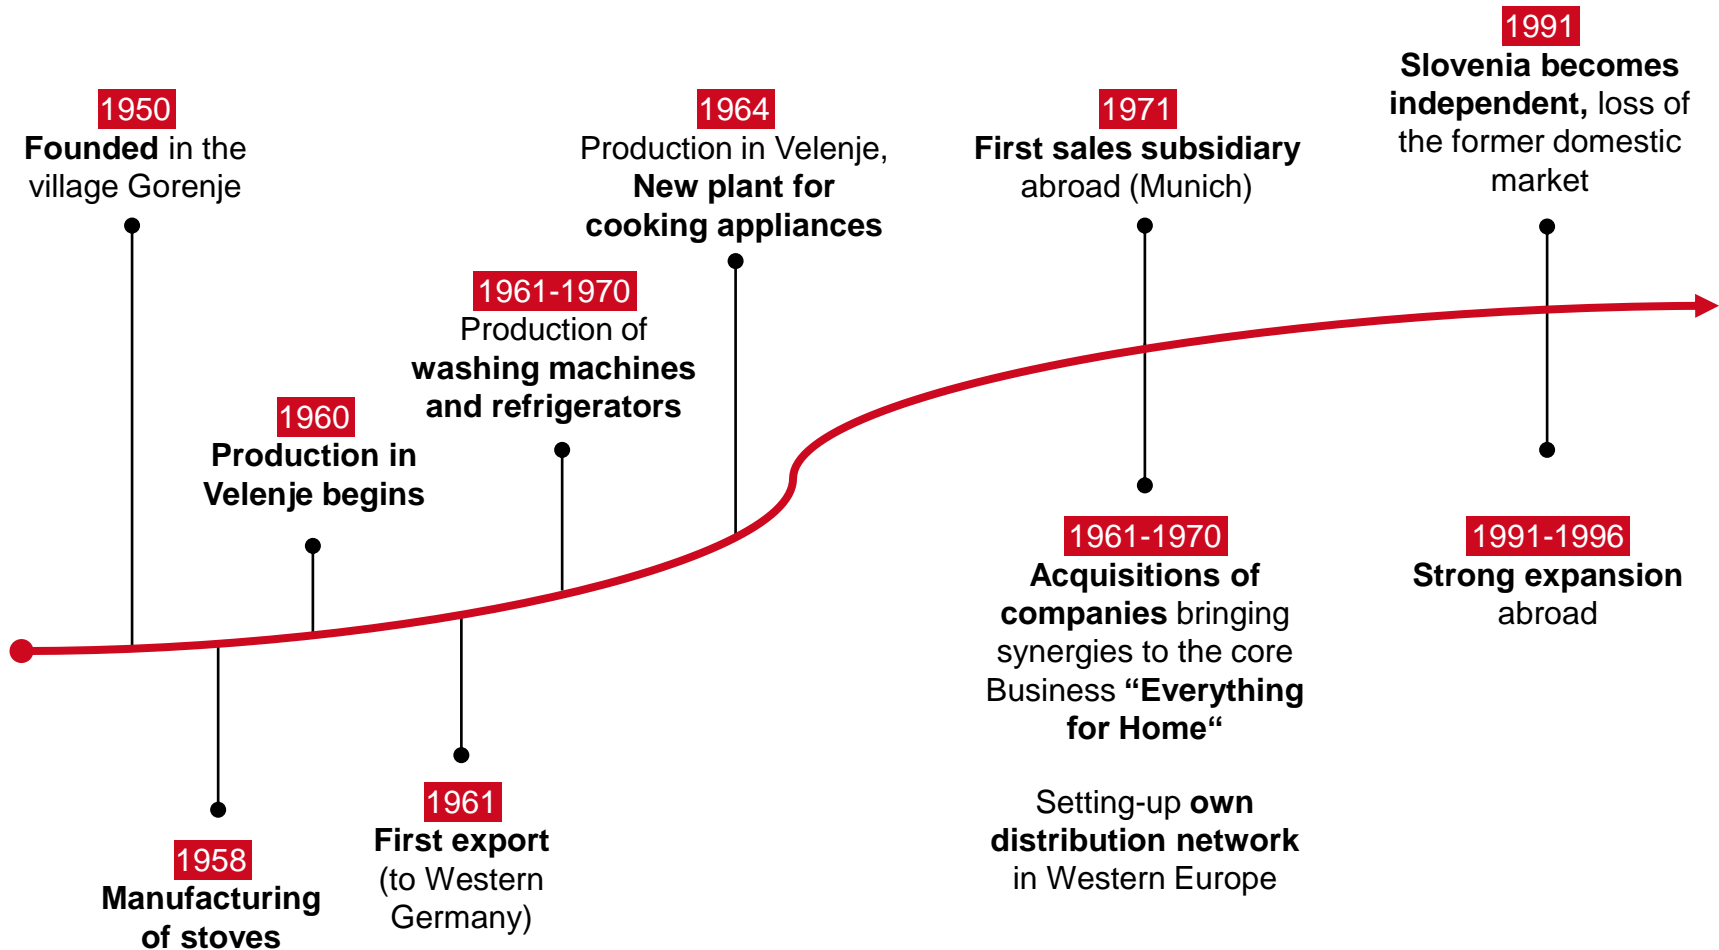 1950
Founded in the
village Gorenje
1958
Manufacturing
of stoves
1960
Production in
Velenje begins
1961
First export
(to Western
Germany)
1961-1970
Production of
washing machines
and refrigerators
1964
Production in Velenje,
New plant for
cooking appliances
1971
First sales subsidiary
abroad (Munich)
1961-1970
Acquisitions of
companies bringing
synergies to the core
Business “Everything
for Home“
Setting-up own
distribution network
in Western Europe
1991
Slovenia becomes
independent, loss of
the former domestic
market
1991-1996
Strong expansion
abroad